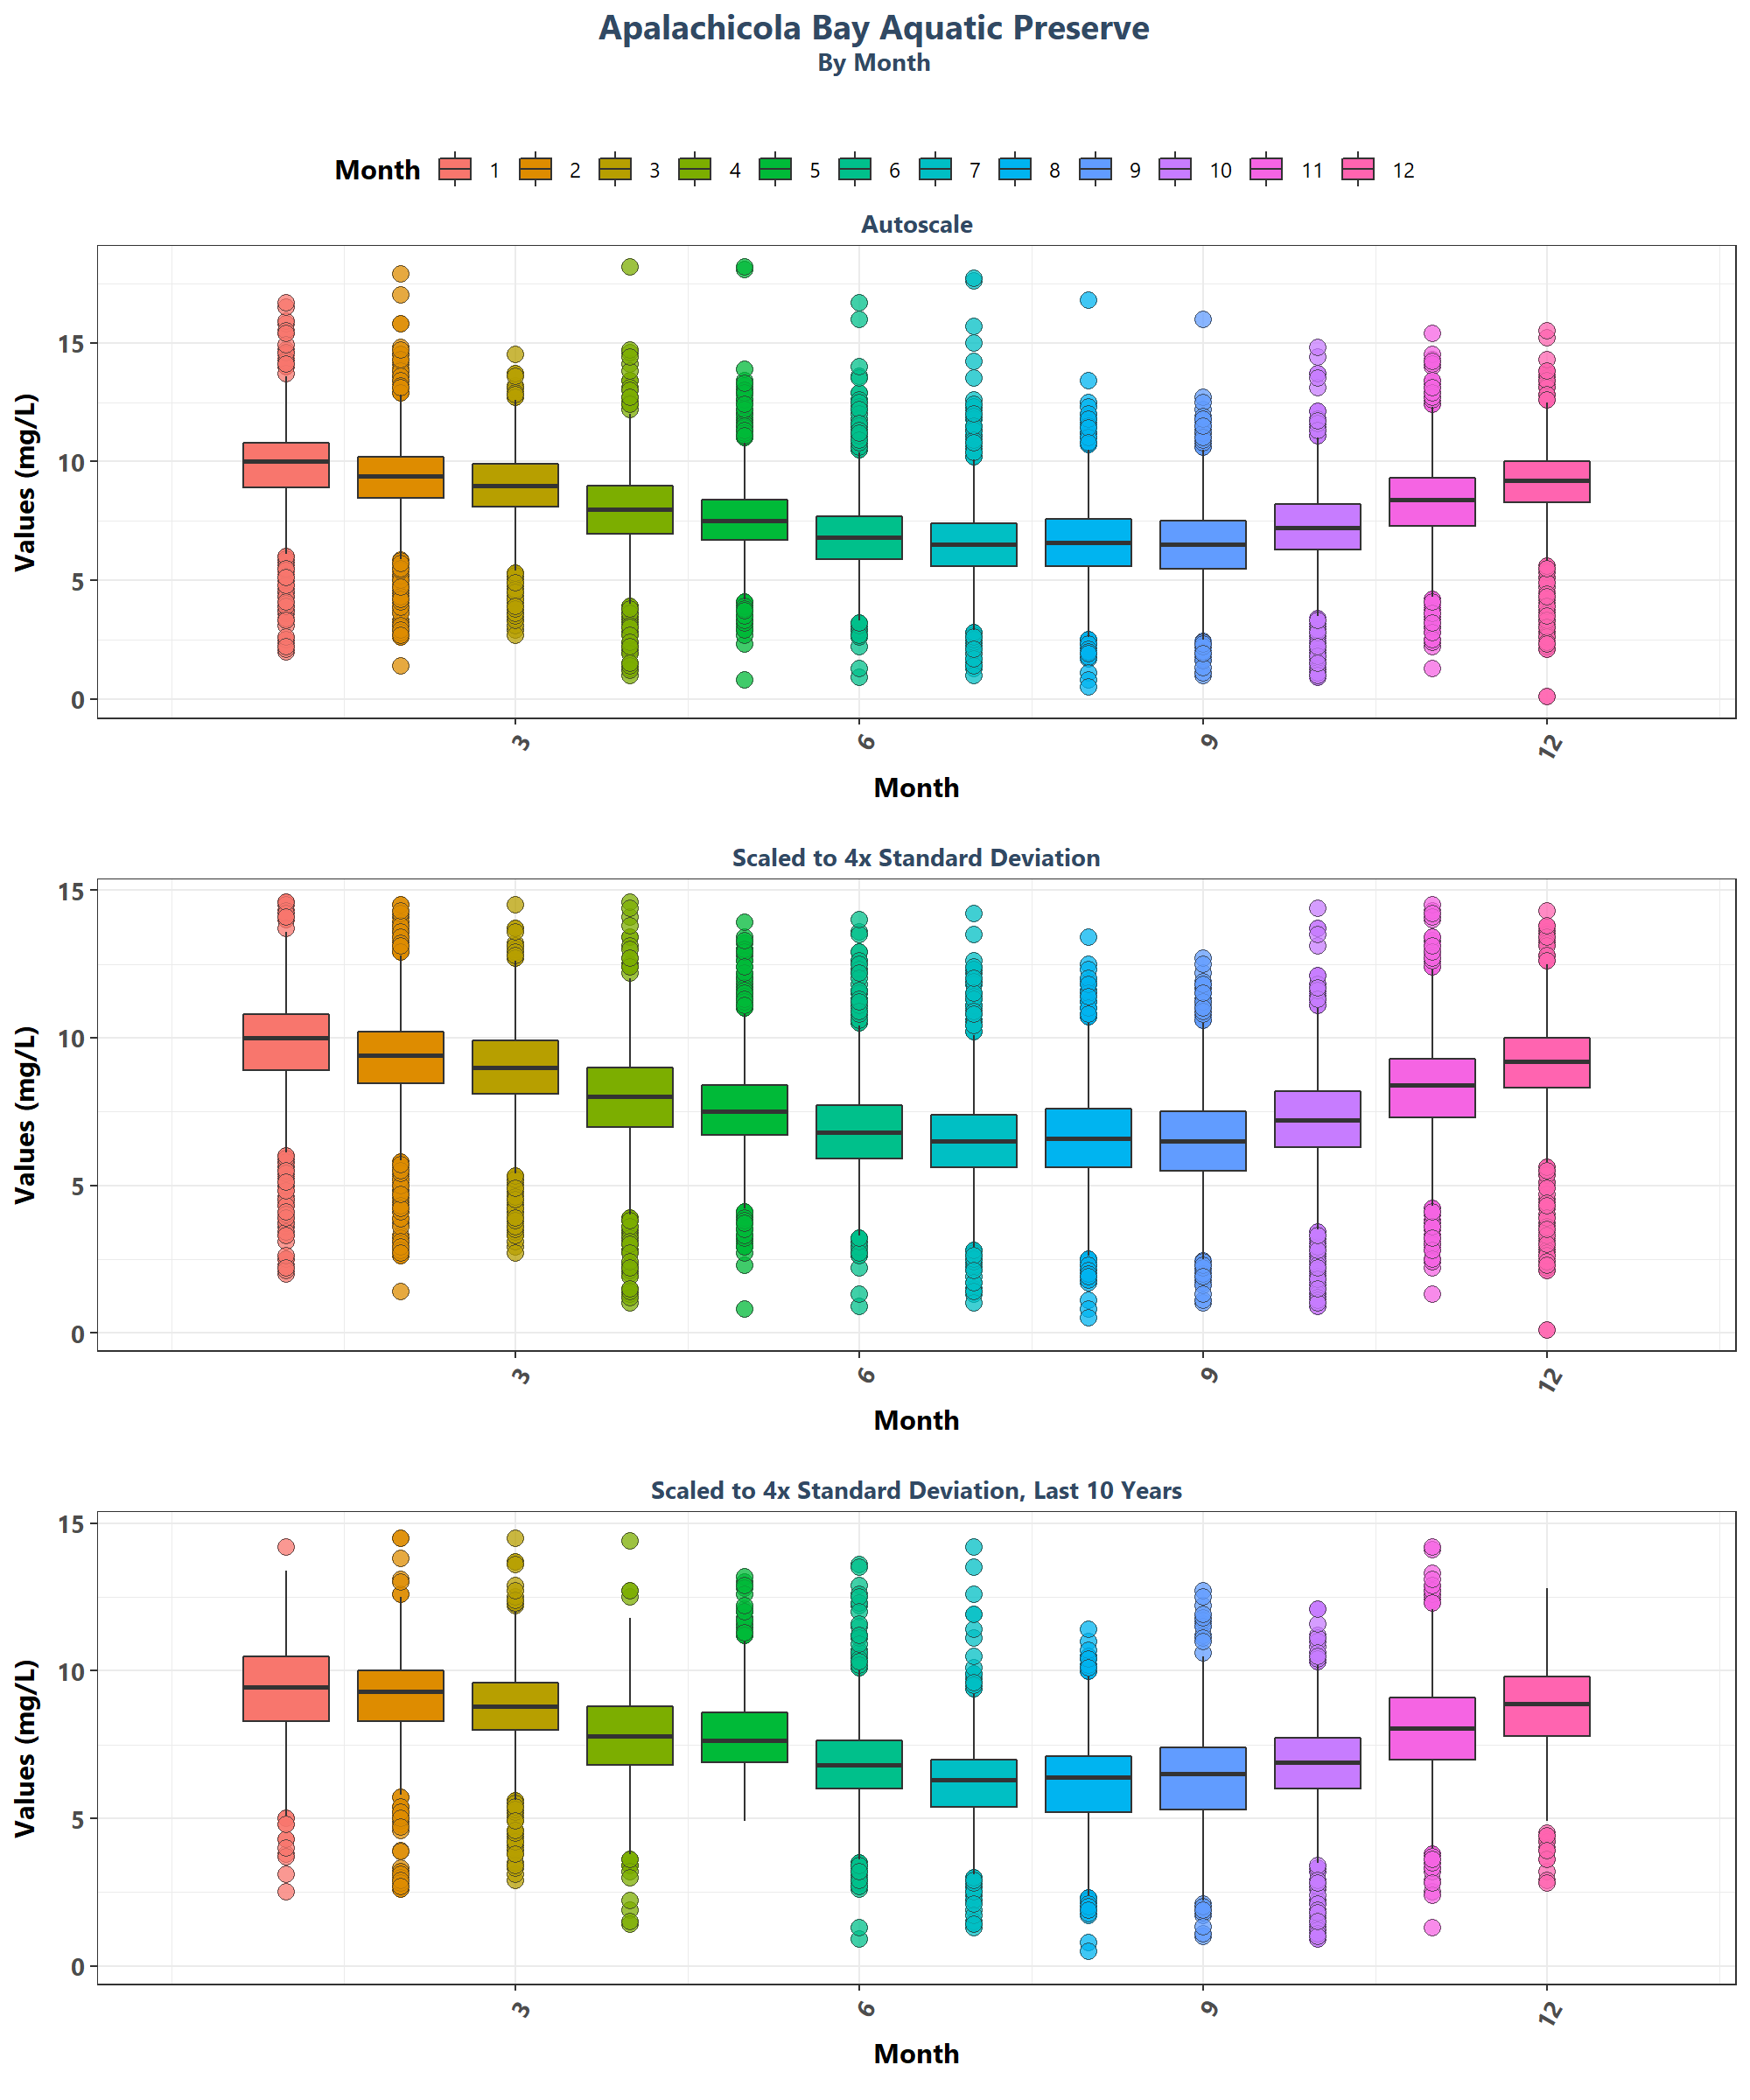 Apalachicola Bay Aquatic Preserve
By Month
Month 1 2 3 4 5 6 7 8 9 10 11 12
Autoscale
Values (mg/L)
15
10
5
0
3 6 9 12
Month
Scaled to 4x Standard Deviation
Values (mg/L)
15
10
5
0
3 6 9 12
Month
Scaled to 4x Standard Deviation, Last 10 Years
Values (mg/L)
15
10
5
0
3 6 9 12
Month